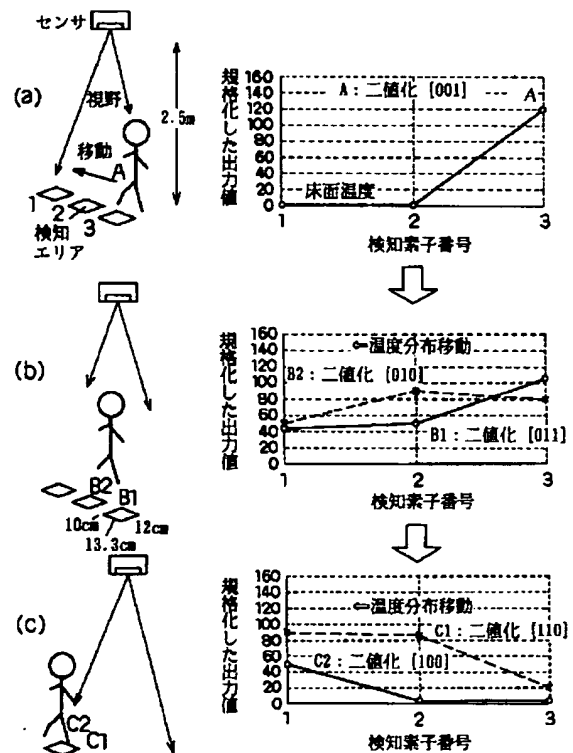 センサ
(a)
視野
2.5m
移動
A
1
2
3
検知
エリア
規格化した出力値
160
140
120
100
80
60
40
20
0
A：二値化 [001]
A
床面温度
1
2
3
検知素子番号
(b)
B2
B1
10cm
12cm
13.3cm
規格化した出力値
160
140
120
100
80
60
40
20
0
⇐温度分布移動
B2：二値化 [010]
B1：二値化 [011]
1
2
3
検知素子番号
(c)
C2
C1
規格化した出力値
160
140
120
100
80
60
40
20
0
⇐温度分布移動
C1：二値化 [110]
C2：二値化 [100]
1
2
3
検知素子番号